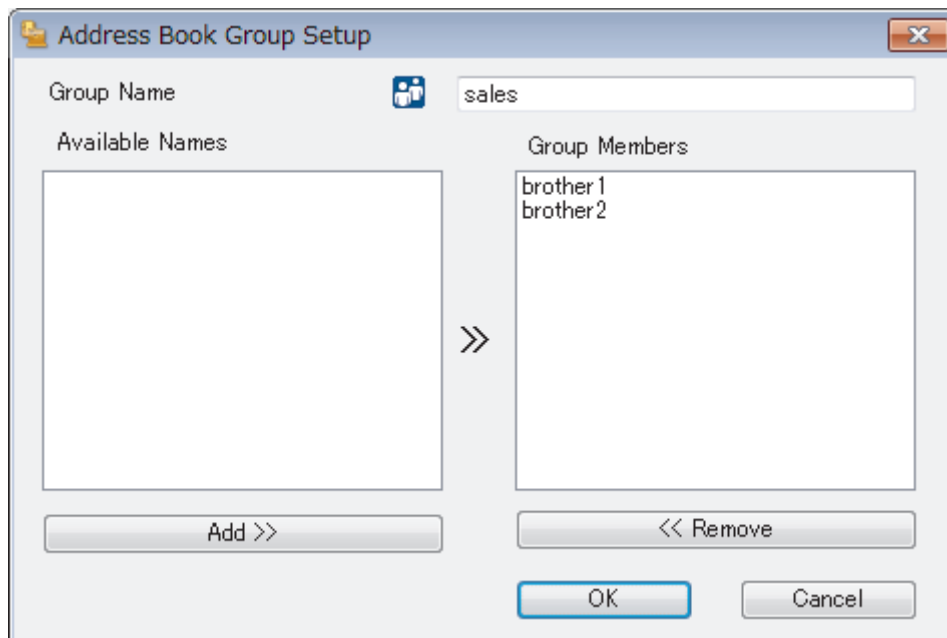 Address Book Group Setup
Group Name
sales
Available Names
Group Members
brother1
brother2
Add >>
<< Remove
OK
Cancel